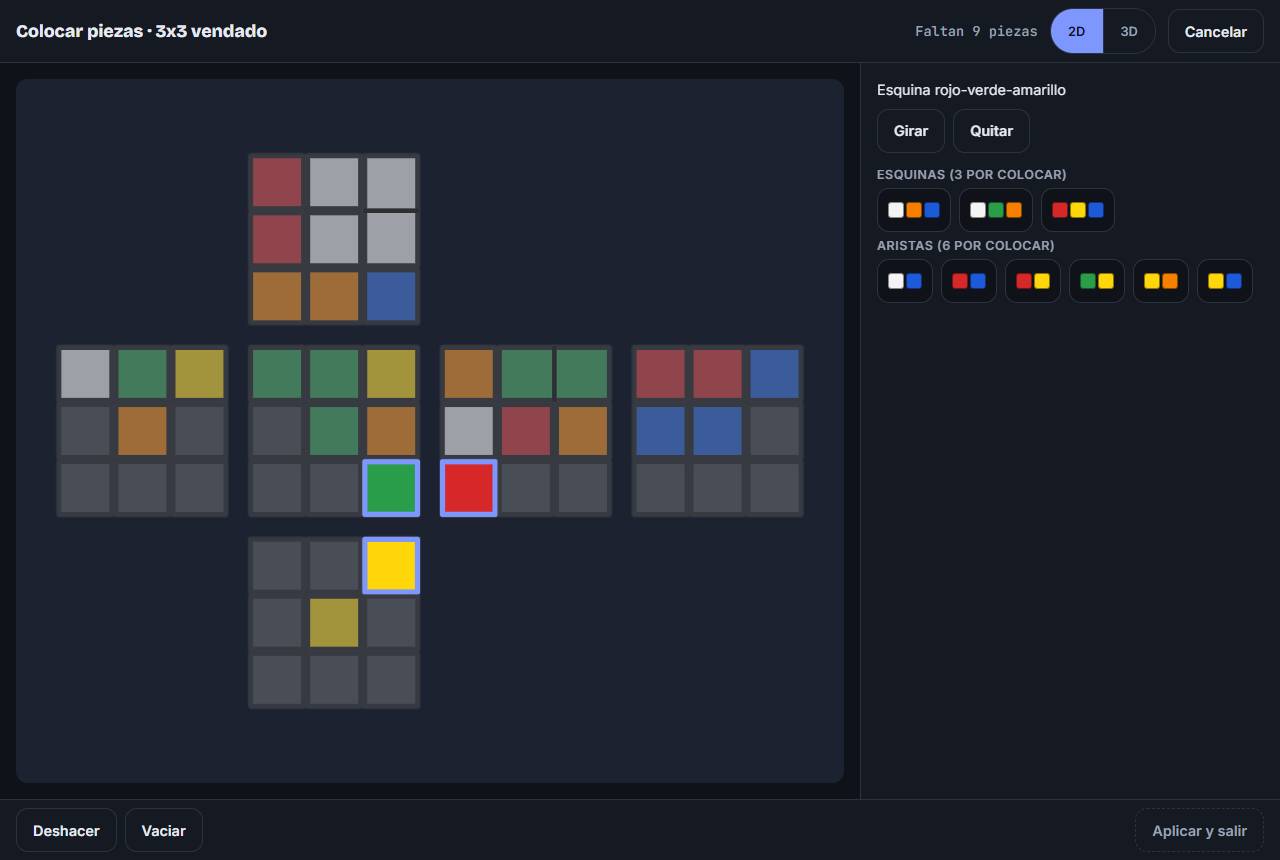 Colocar piezas · 3x3 vendado
Faltan 9 piezas
2D
3D
Cancelar
Esquina rojo-verde-amarillo
Girar
Quitar
ESQUINAS (3 POR COLOCAR)
ARISTAS (6 POR COLOCAR)
Deshacer
Vaciar
Aplicar y salir